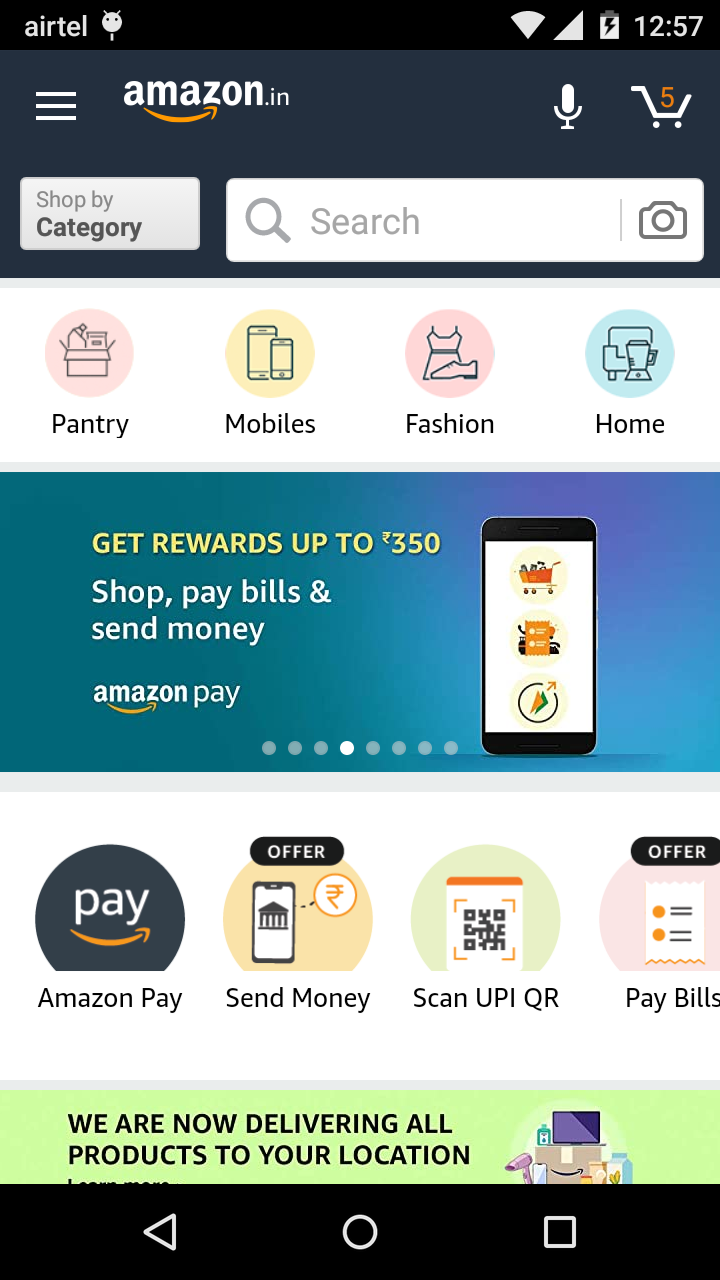 airtel 12:57
amazon.in 5
Shop by
Category
Search
Pantry Mobiles Fashion Home
GET REWARDS UP TO ₹350
Shop, pay bills &
send money
amazon pay
OFFER OFFER
pay ₹
Amazon Pay Send Money Scan UPI QR Pay Bills
WE ARE NOW DELIVERING ALL
PRODUCTS TO YOUR LOCATION
Learn more